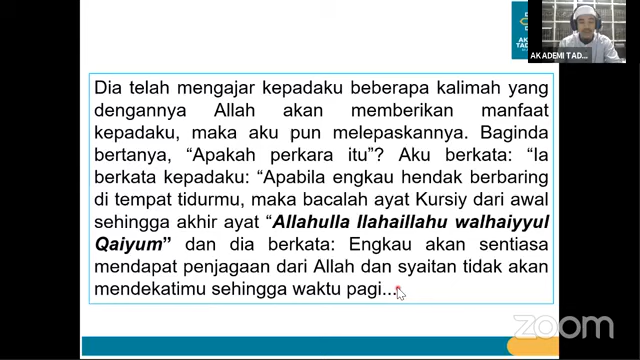 Dia telah mengajar kepadaku beberapa kalimah yang
dengannya Allah akan memberikan manfaat
kepadaku, maka aku pun melepaskannya. Baginda
bertanya, “Apakah perkara itu”? Aku berkata: “Ia
berkata kepadaku: “Apabila engkau hendak berbaring
di tempat tidurmu, maka bacalah ayat Kursiy dari awal
sehingga akhir ayat “Allahulla Ilahaillahu walhaiyyul
Qaiyum” dan dia berkata: Engkau akan sentiasa
mendapat penjagaan dari Allah dan syaitan tidak akan
mendekatimu sehingga waktu pagi...
AKADEMI TAD...
zoom